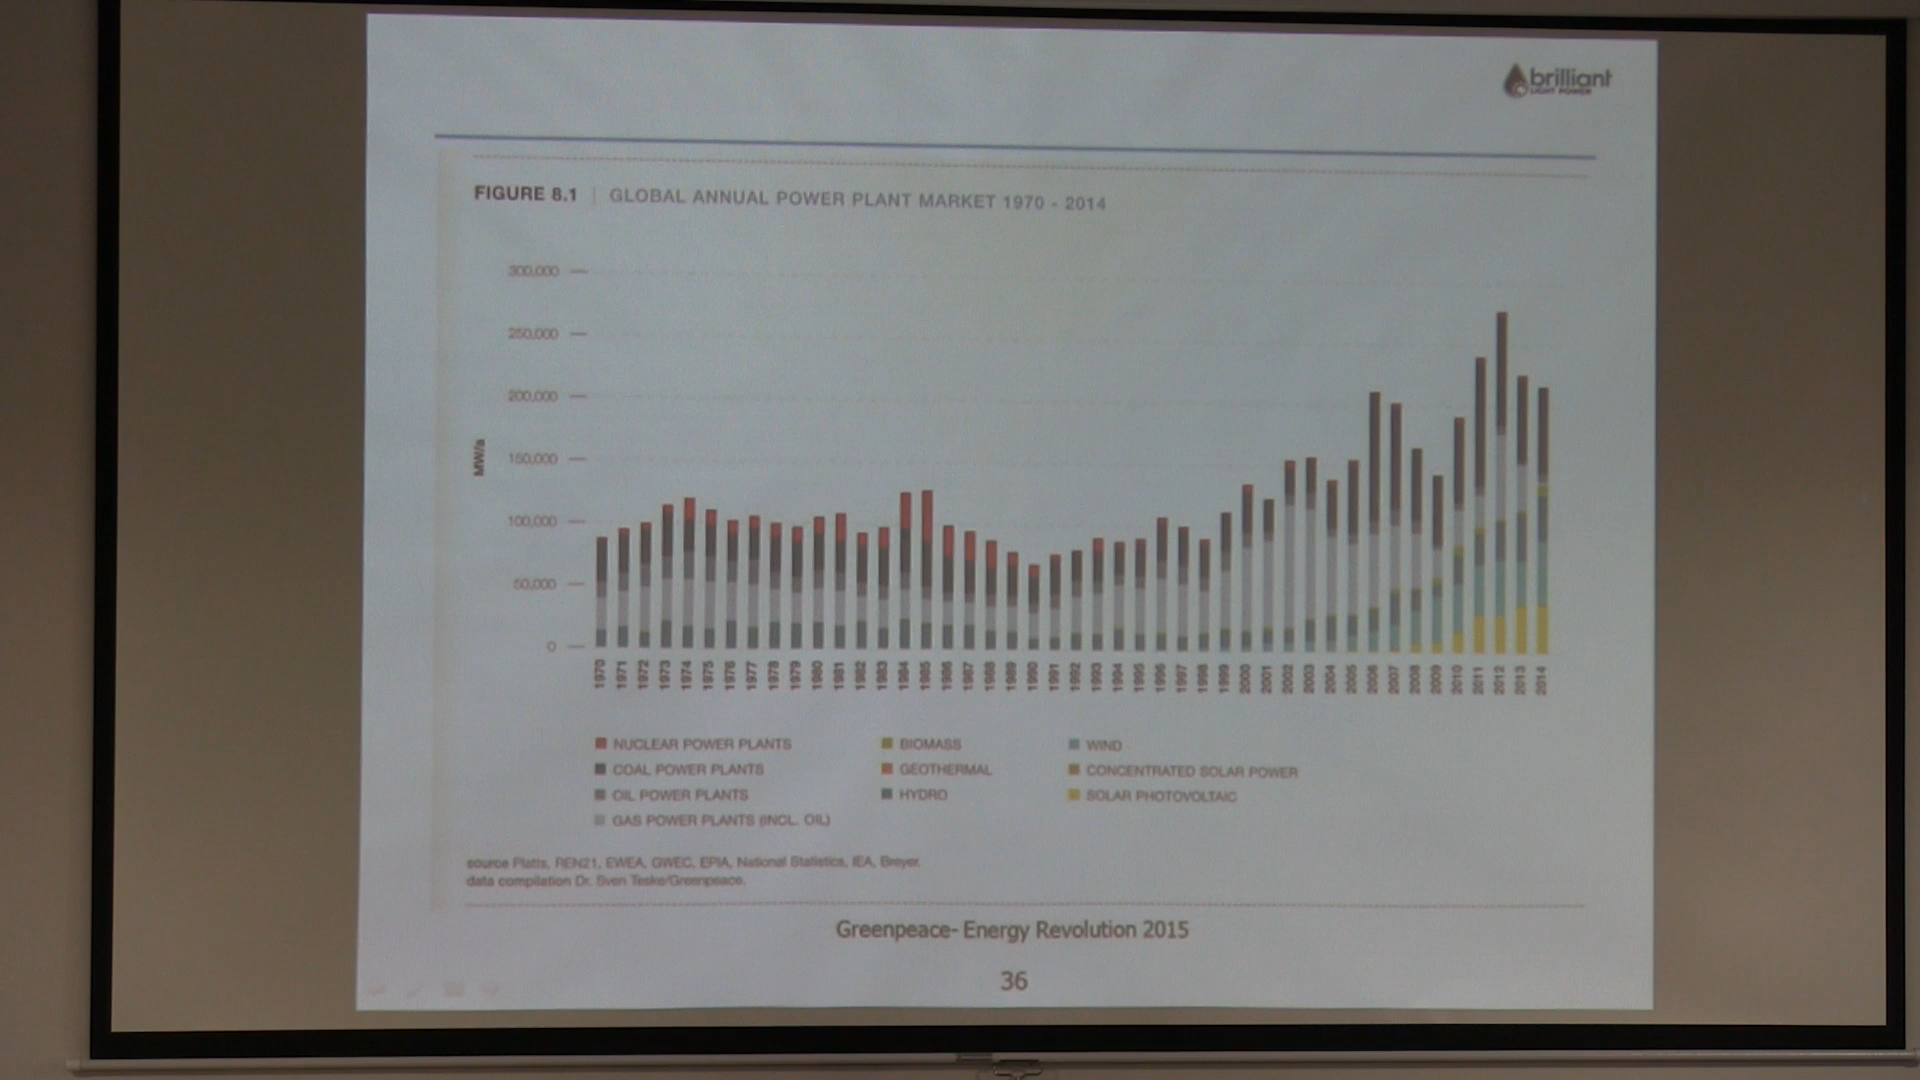 brilliant
LIGHT POWER
FIGURE 8.1 | GLOBAL ANNUAL POWER PLANT MARKET 1970 - 2014
300,000
250,000
200,000
150,000
100,000
50,000
0
MW/a
1970 1971 1972 1973 1974 1975 1976 1977 1978 1979 1980 1981 1982 1983 1984 1985 1986 1987 1988 1989 1990 1991 1992 1993 1994 1995 1996 1997 1998 1999 2000 2001 2002 2003 2004 2005 2006 2007 2008 2009 2010 2011 2012 2013 2014
NUCLEAR POWER PLANTS
COAL POWER PLANTS
OIL POWER PLANTS
GAS POWER PLANTS (INCL. OIL)
BIOMASS
GEOTHERMAL
HYDRO
WIND
CONCENTRATED SOLAR POWER
SOLAR PHOTOVOLTAIC
source Platts, REN21, EWEA, GWEC, EPIA, National Statistics, IEA, Breyer.
data compilation Dr. Sven Teske/Greenpeace.
Greenpeace- Energy Revolution 2015
36